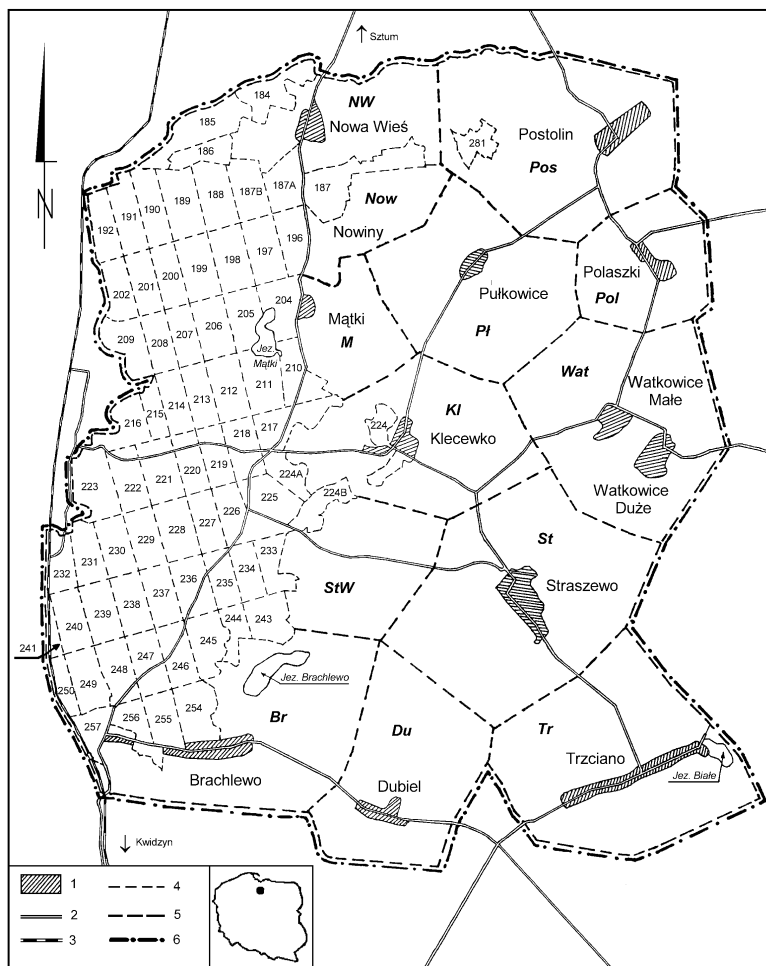 Sztum
184
NW
185
Nowa Wieś
Postolin
186
281
Pos
187A
187
187B
188
189
190
191
192
Now
Nowiny
196
197
198
199
200
201
202
Polaszki
Pułkowice
Pol
204
205
206
207
208
209
Mątki
M
Pł
Jez.
Mątki
210
211
212
213
214
215
216
Wat
Watkowice
Małe
Kl
Klecewko
224
217
218
219
220
221
222
223
224A
224B
225
Watkowice
Duże
226
227
228
229
230
231
232
St
233
234
235
236
237
238
239
240
StW
Straszewo
241
243
244
245
246
247
248
249
250
Jez. Brachlewo
254
255
256
257
Br
Du
Tr
Trzciano
Jez. Białe
Brachlewo
Dubiel
Kwidzyn
N
1
2
3
4
5
6